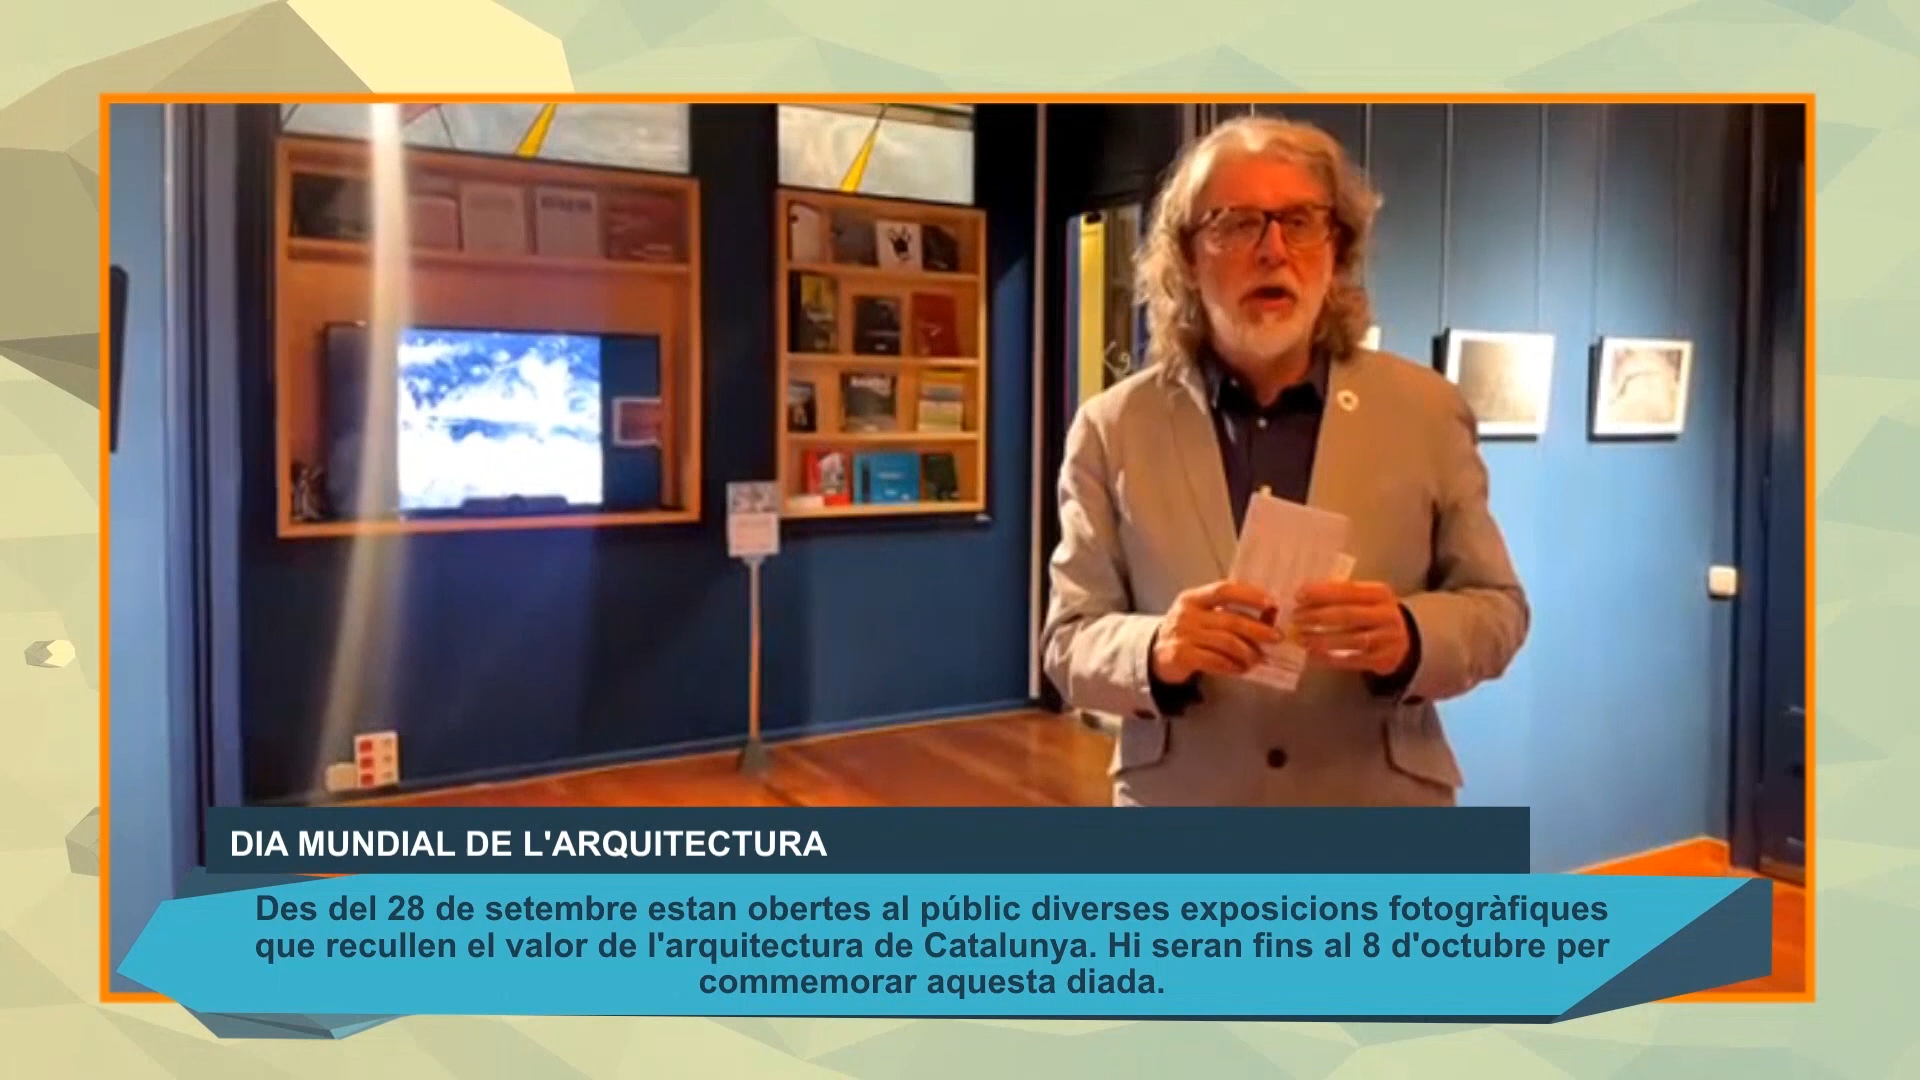 DIA MUNDIAL DE L'ARQUITECTURA
Des del 28 de setembre estan obertes al públic diverses exposicions fotogràfiques
que recullen el valor de l'arquitectura de Catalunya. Hi seran fins al 8 d'octubre per
commemorar aquesta diada.